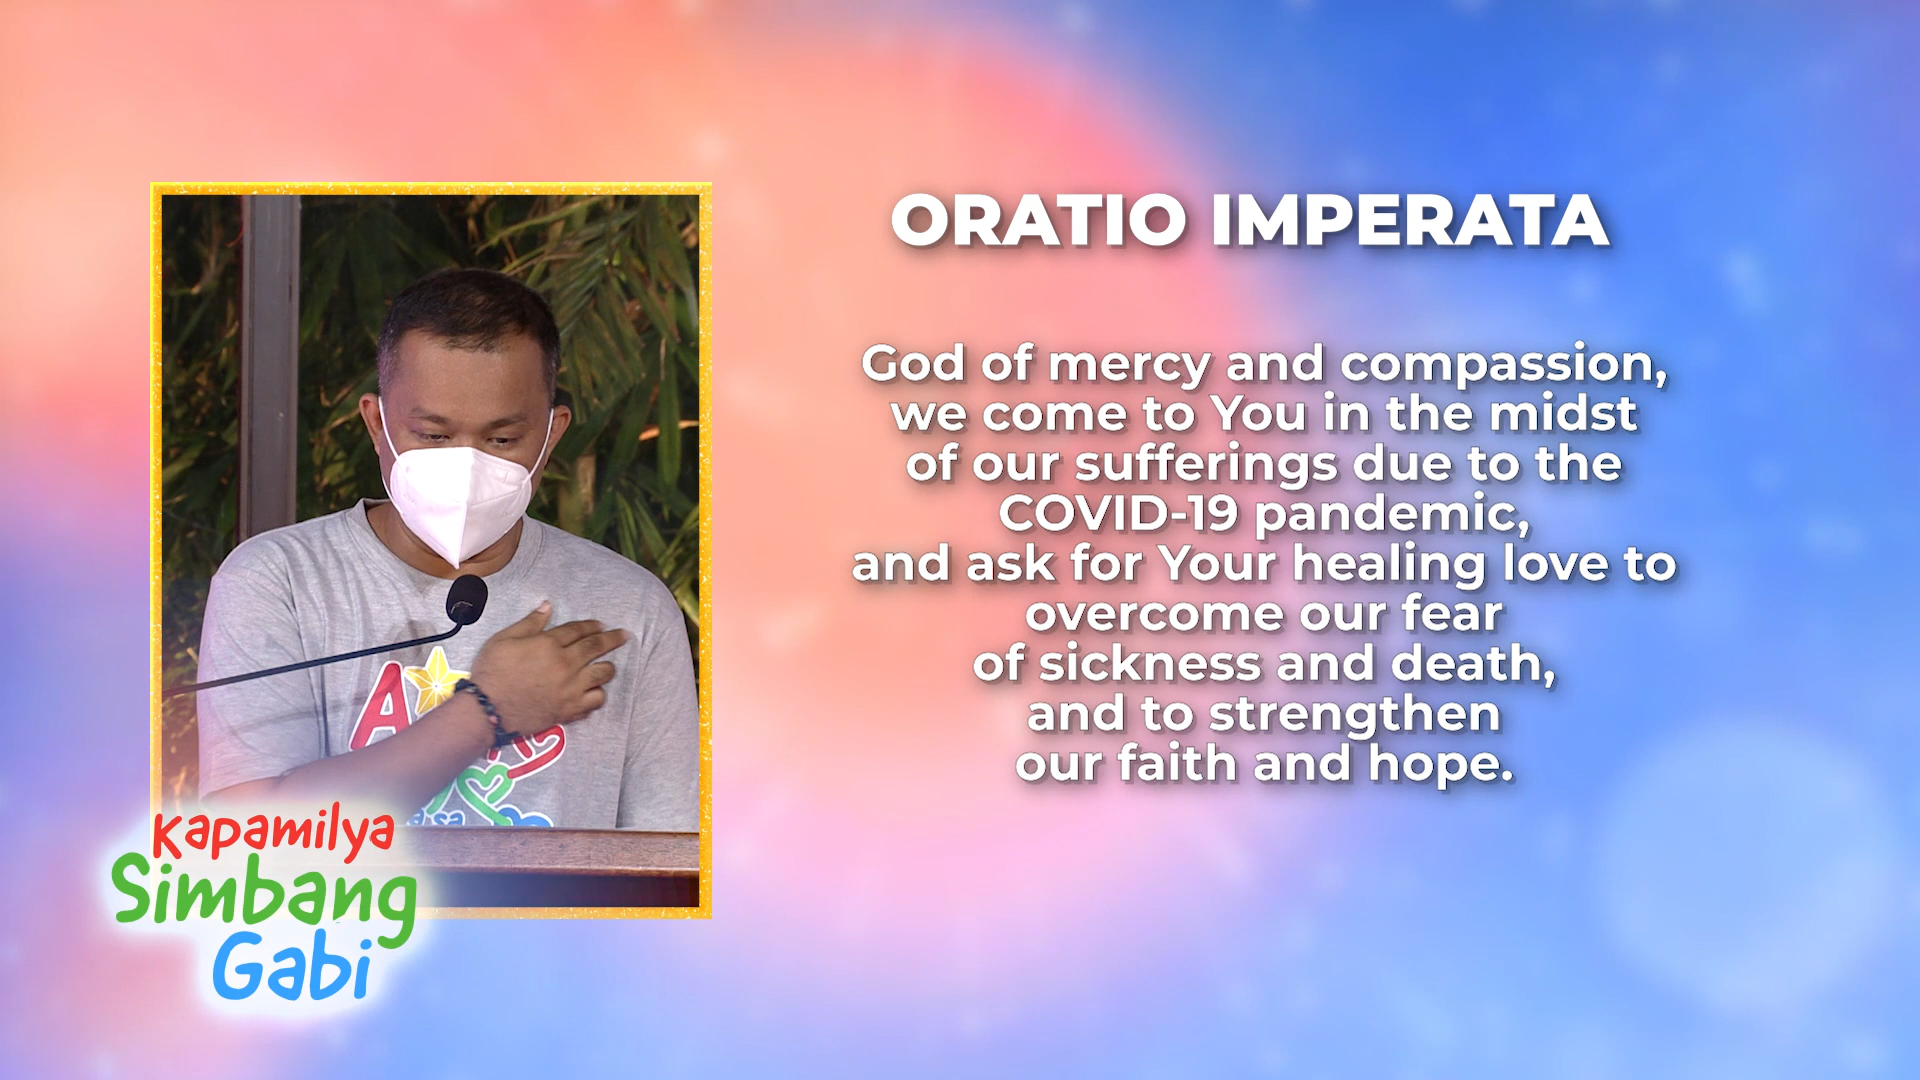 ORATIO IMPERATA
God of mercy and compassion,
we come to You in the midst
of our sufferings due to the
COVID-19 pandemic,
and ask for Your healing love to
overcome our fear
of sickness and death,
and to strengthen
our faith and hope.
Kapamilya
Simbang
Gabi